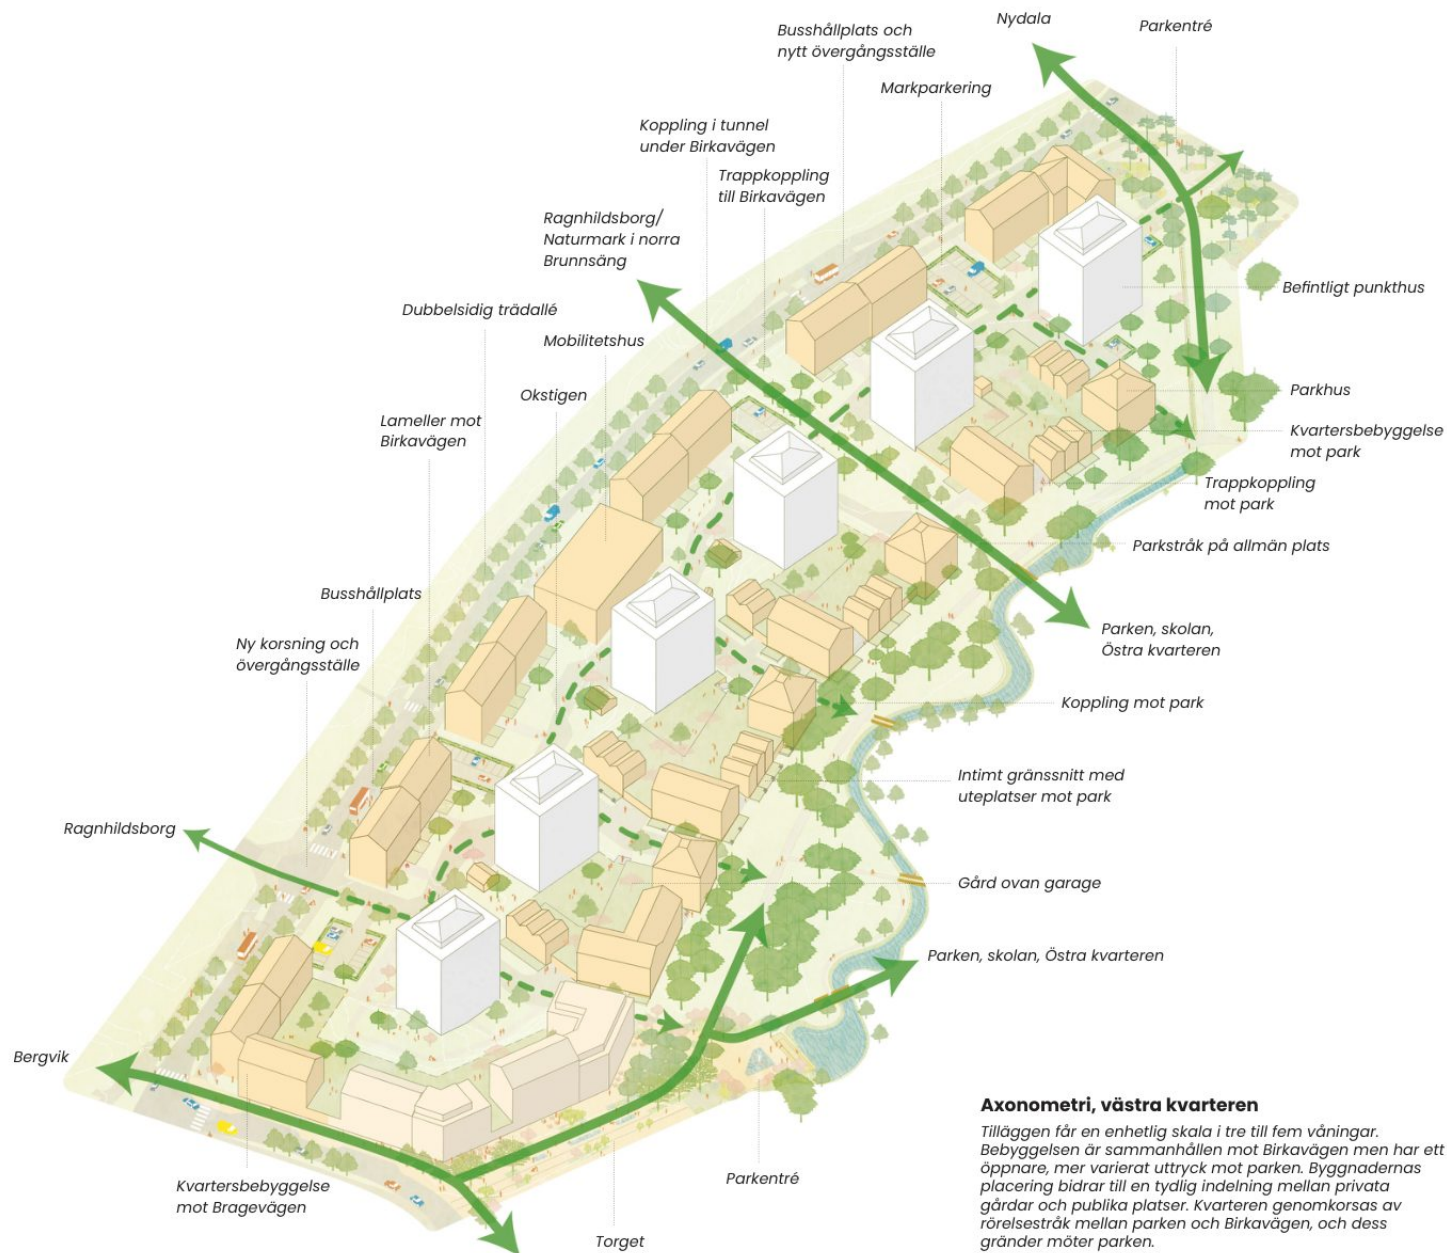 Nydala
Parkentré
Busshållplats och
nytt övergångsställe
Markparkering
Koppling i tunnel
under Birkavägen
Trappkoppling
till Birkavägen
Ragnhildsborg/
Naturmark i norra
Brunnsäng
Befintligt punkthus
Dubbelsidig trädallé
Mobilitetshus
Okstigen
Parkhus
Lameller mot
Birkavägen
Kvartersbebyggelse
mot park
Trappkoppling
mot park
Parkstråk på allmän plats
Busshållplats
Ny korsning och
övergångsställe
Parken, skolan,
Östra kvarteren
Koppling mot park
Intimt gränssnitt med
uteplatser mot park
Ragnhildsborg
Gård ovan garage
Parken, skolan, Östra kvarteren
Bergvik
Kvartersbebyggelse
mot Bragevägen
Parkentré
Torget
Axonometri, västra kvarteren
Tilläggen får en enhetlig skala i tre till fem våningar.
Bebyggelsen är sammanhållen mot Birkavägen men har ett
öppnare, mer varierat uttryck mot parken. Byggnadernas
placering bidrar till en tydlig indelning mellan privata
gårdar och publika platser. Kvarteren genomkorsas av
rörelsestråk mellan parken och Birkavägen, och dess
gränder möter parken.